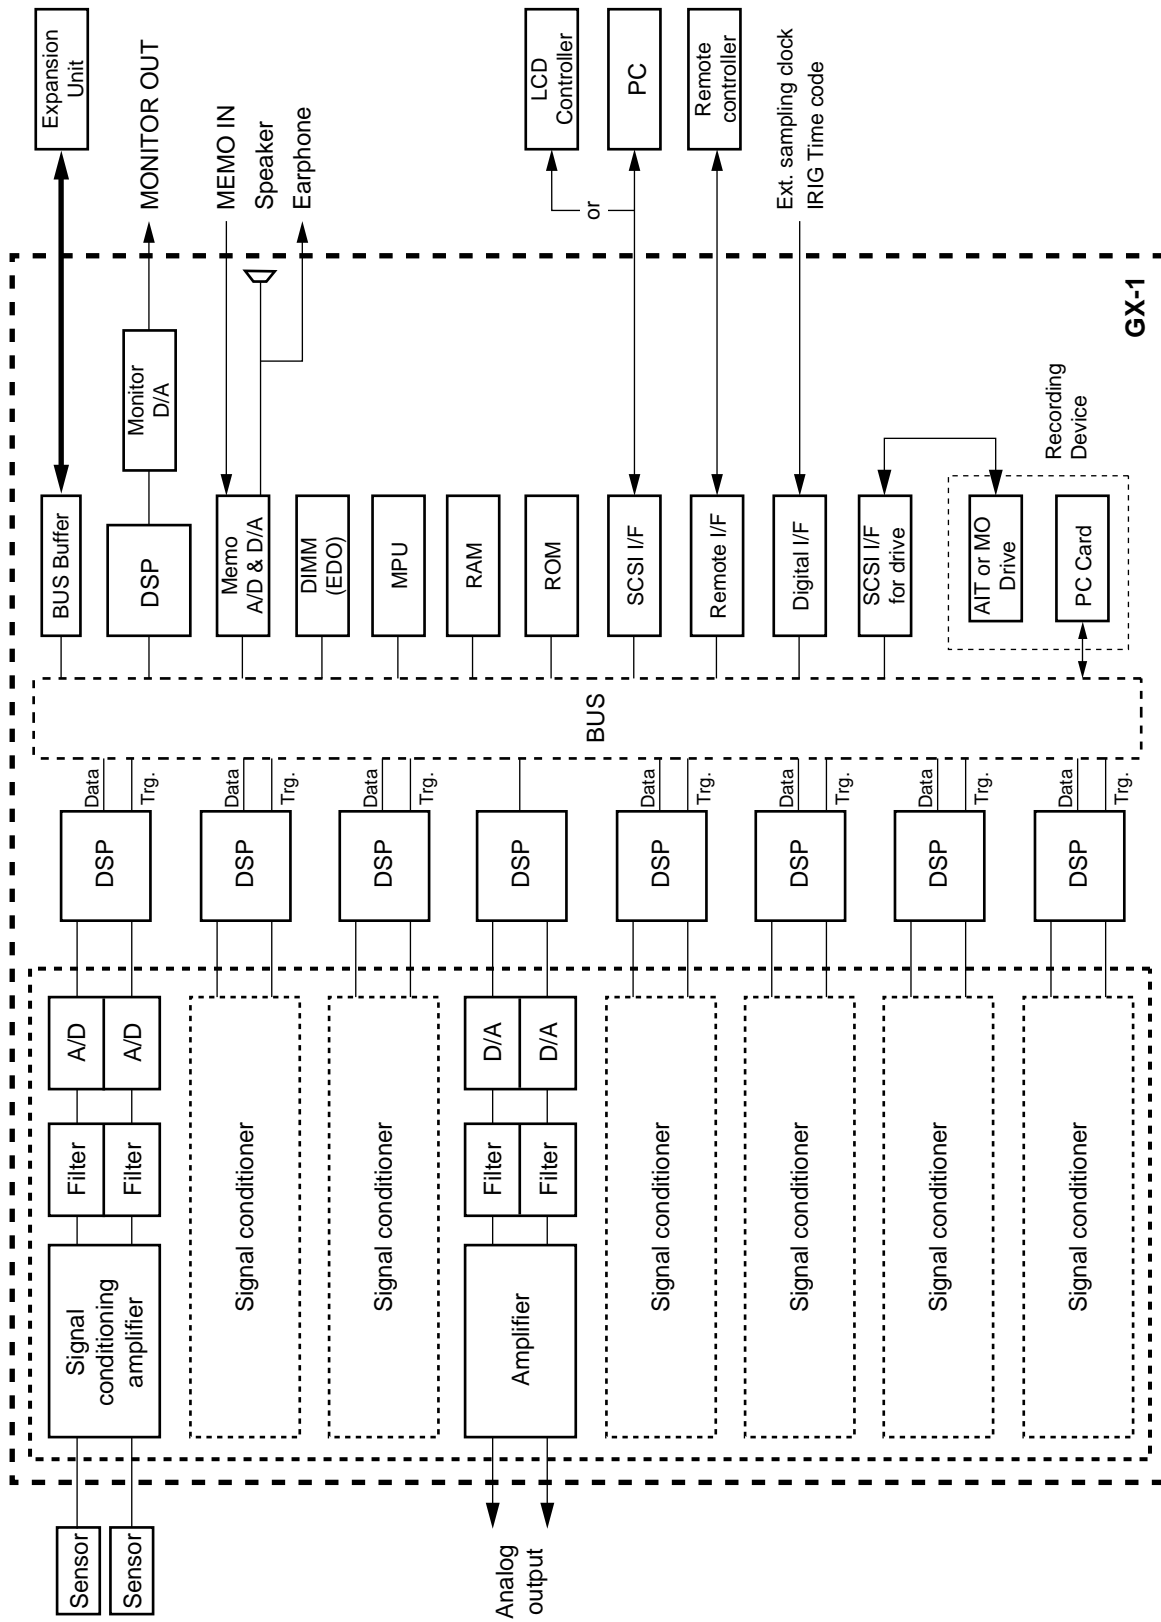 Sensor
Sensor
Signal
conditioning
amplifier
Filter
Filter
A/D
A/D
DSP
Data
Trg.
Signal conditioner
DSP
Data
Trg.
Signal conditioner
DSP
Data
Trg.
Analog
output
Amplifier
Filter
Filter
D/A
D/A
DSP
Signal conditioner
DSP
Data
Trg.
Signal conditioner
DSP
Data
Trg.
Signal conditioner
DSP
Data
Trg.
Signal conditioner
DSP
Data
Trg.
BUS
BUS Buffer
Expansion
Unit
DSP
Monitor
D/A
MONITOR OUT
Memo
A/D & D/A
MEMO IN
Speaker
Earphone
DIMM
(EDO)
MPU
RAM
ROM
SCSI I/F
or
LCD
Controller
PC
Remote I/F
Remote
controller
Digital I/F
Ext. sampling clock
IRIG Time code
SCSI I/F
for drive
AIT or MO
Drive
PC Card
Recording
Device
GX-1